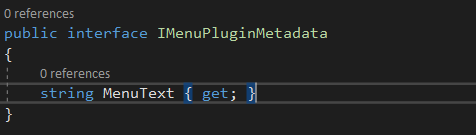 0 references
public interface IMenuPluginMetadata
{
0 references
string MenuText { get; }
}